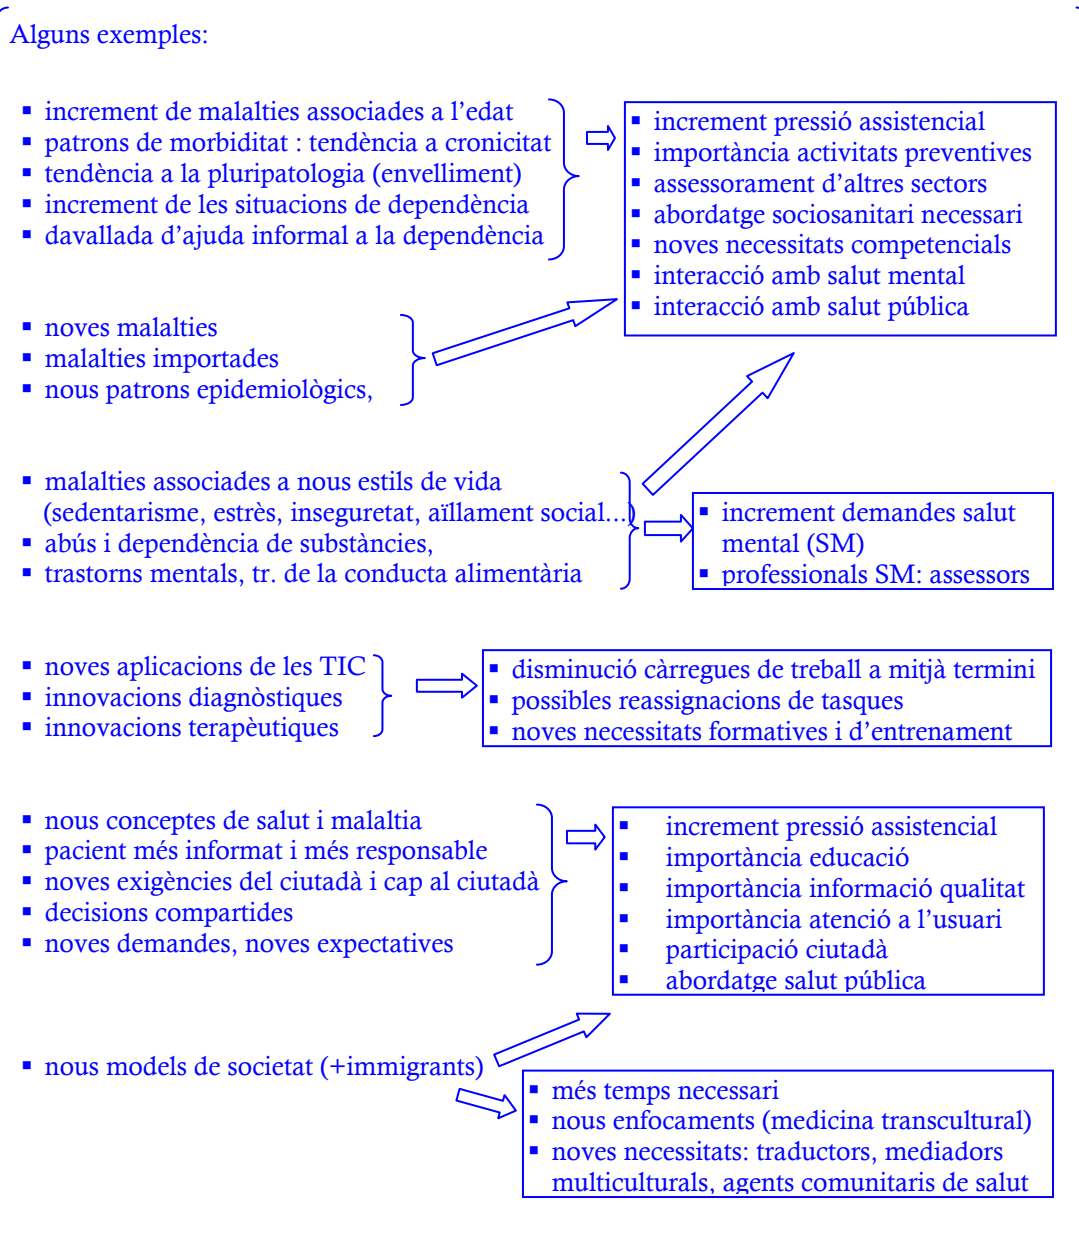 Alguns exemples:
▪ increment de malalties associades a l’edat
▪ patrons de morbiditat : tendència a cronicitat
▪ tendència a la pluripatologia (envelliment)
▪ increment de les situacions de dependència
▪ davallada d’ajuda informal a la dependència
▪ increment pressió assistencial
▪ importància activitats preventives
▪ assessorament d’altres sectors
▪ abordatge sociosanitari necessari
▪ noves necessitats competencials
▪ interacció amb salut mental
▪ interacció amb salut pública
▪ noves malalties
▪ malalties importades
▪ nous patrons epidemiològics,
▪ malalties associades a nous estils de vida
(sedentarisme, estrès, inseguretat, aïllament social...)
▪ abús i dependència de substàncies,
▪ trastorns mentals, tr. de la conducta alimentària
▪ increment demandes salut
mental (SM)
▪ professionals SM: assessors
▪ noves aplicacions de les TIC
▪ innovacions diagnòstiques
▪ innovacions terapèutiques
▪ disminució càrregues de treball a mitjà termini
▪ possibles reassignacions de tasques
▪ noves necessitats formatives i d’entrenament
▪ nous conceptes de salut i malaltia
▪ pacient més informat i més responsable
▪ noves exigències del ciutadà i cap al ciutadà
▪ decisions compartides
▪ noves demandes, noves expectatives
▪ increment pressió assistencial
▪ importància educació
▪ importància informació qualitat
▪ importància atenció a l’usuari
▪ participació ciutadà
▪ abordatge salut pública
▪ nous models de societat (+immigrants)
▪ més temps necessari
▪ nous enfocaments (medicina transcultural)
▪ noves necessitats: traductors, mediadors
multiculturals, agents comunitaris de salut